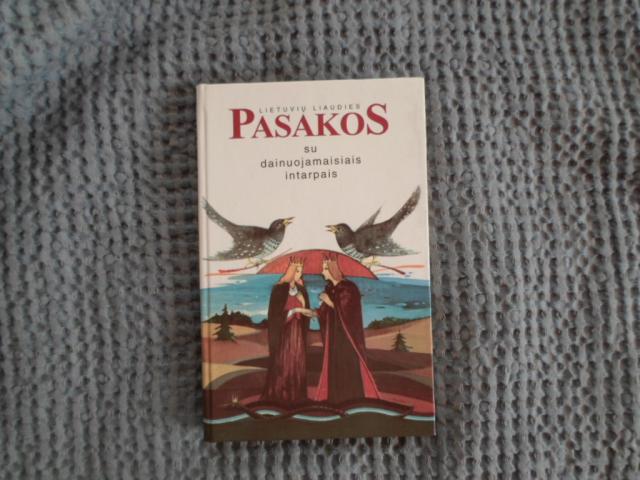 LIETUVIŲ LIAUDIES
PASAKOS
su
dainuojamaisiais
intarpais